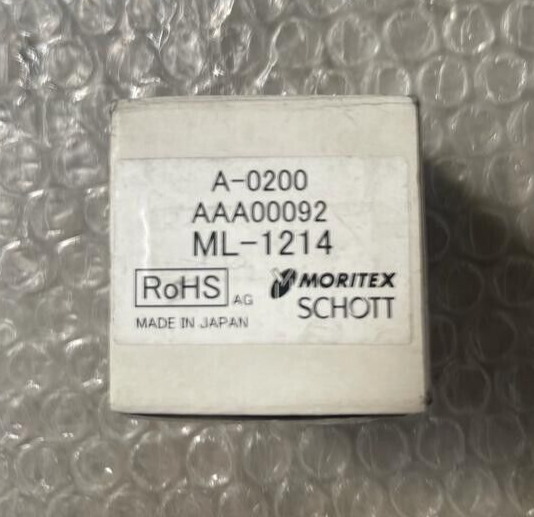 A-0200
AAA00092
ML-1214
RoHS AG MORITEX
MADE IN JAPAN SCHOTT